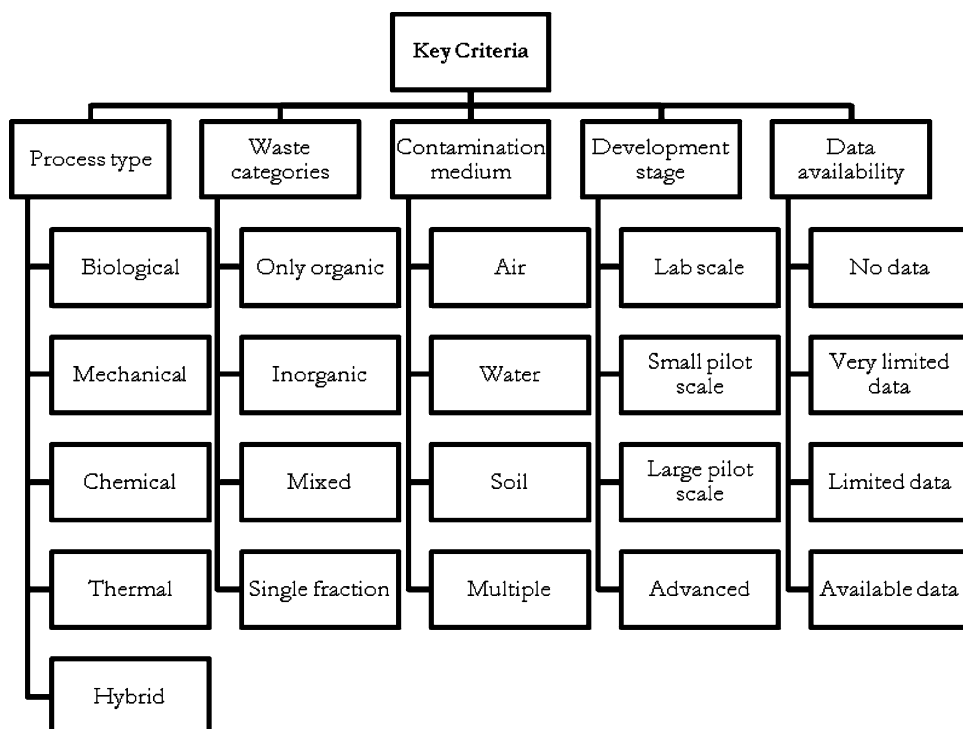 Key Criteria
Process type
Waste
categories
Contamination
medium
Development
stage
Data
availability
Biological
Only organic
Air
Lab scale
No data
Mechanical
Inorganic
Water
Small pilot
scale
Very limited
data
Chemical
Mixed
Soil
Large pilot
scale
Limited data
Thermal
Single fraction
Multiple
Advanced
Available data
Hybrid